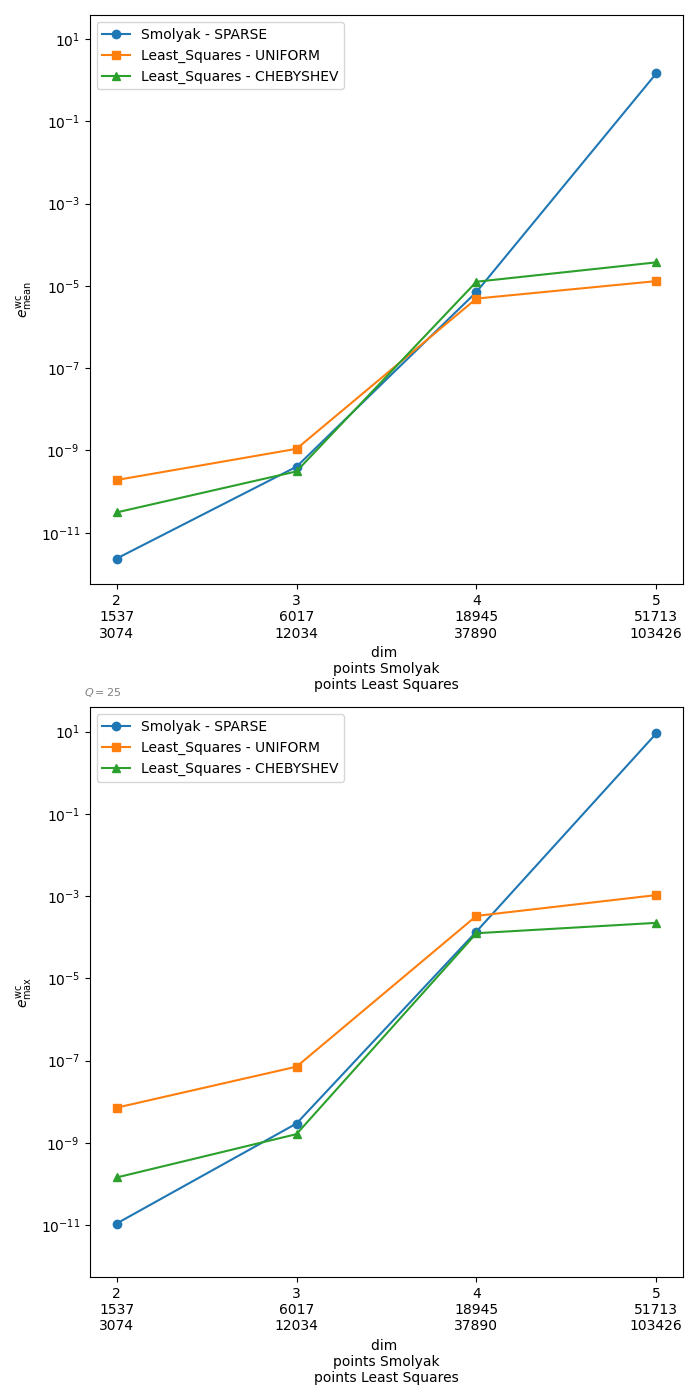 Smolyak - SPARSE
Least_Squares - UNIFORM
Least_Squares - CHEBYSHEV
10^1
10^-1
10^-3
10^-5
10^-7
10^-9
10^-11
e^wc_mean
2 3 4 5
1537 6017 18945 51713
3074 12034 37890 103426
dim
points Smolyak
points Least Squares
Q = 25
Smolyak - SPARSE
Least_Squares - UNIFORM
Least_Squares - CHEBYSHEV
10^1
10^-1
10^-3
10^-5
10^-7
10^-9
10^-11
e^wc_max
2 3 4 5
1537 6017 18945 51713
3074 12034 37890 103426
dim
points Smolyak
points Least Squares